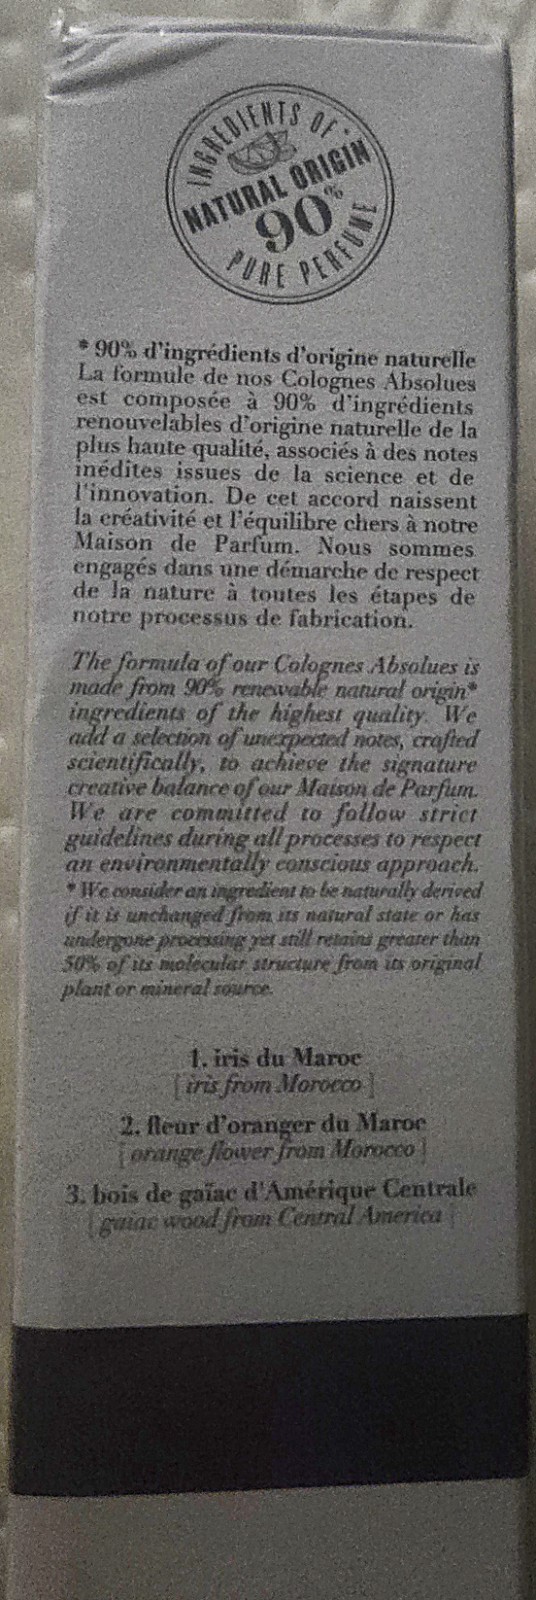 INGREDIENTS OF
NATURAL ORIGIN
90%
PURE PERFUME
* 90% d'ingrédients d'origine naturelle
La formule de nos Colognes Absolues
est composée à 90% d'ingrédients
renouvelables d'origine naturelle de la
plus haute qualité, associés à des notes
inédites issues de la science et de
l'innovation. De cet accord naissent
la créativité et l'équilibre chers à notre
Maison de Parfum. Nous sommes
engagés dans une démarche de respect
de la nature à toutes les étapes de
notre processus de fabrication.
The formula of our Colognes Absolues is
made from 90% renewable natural origin*
ingredients of the highest quality. We
add a selection of unexpected notes, crafted
scientifically, to achieve the signature
creative balance of our Maison de Parfum.
We are committed to follow strict
guidelines during all processes to respect
an environmentally conscious approach.
* We consider an ingredient to be naturally derived
if it is unchanged from its natural state or has
undergone processing yet still retains greater than
50% of its molecular structure from its original
plant or mineral source.
1. iris du Maroc
[ iris from Morocco ]
2. fleur d'oranger du Maroc
[ orange flower from Morocco ]
3. bois de gaïac d'Amérique Centrale
[ gaiac wood from Central America ]